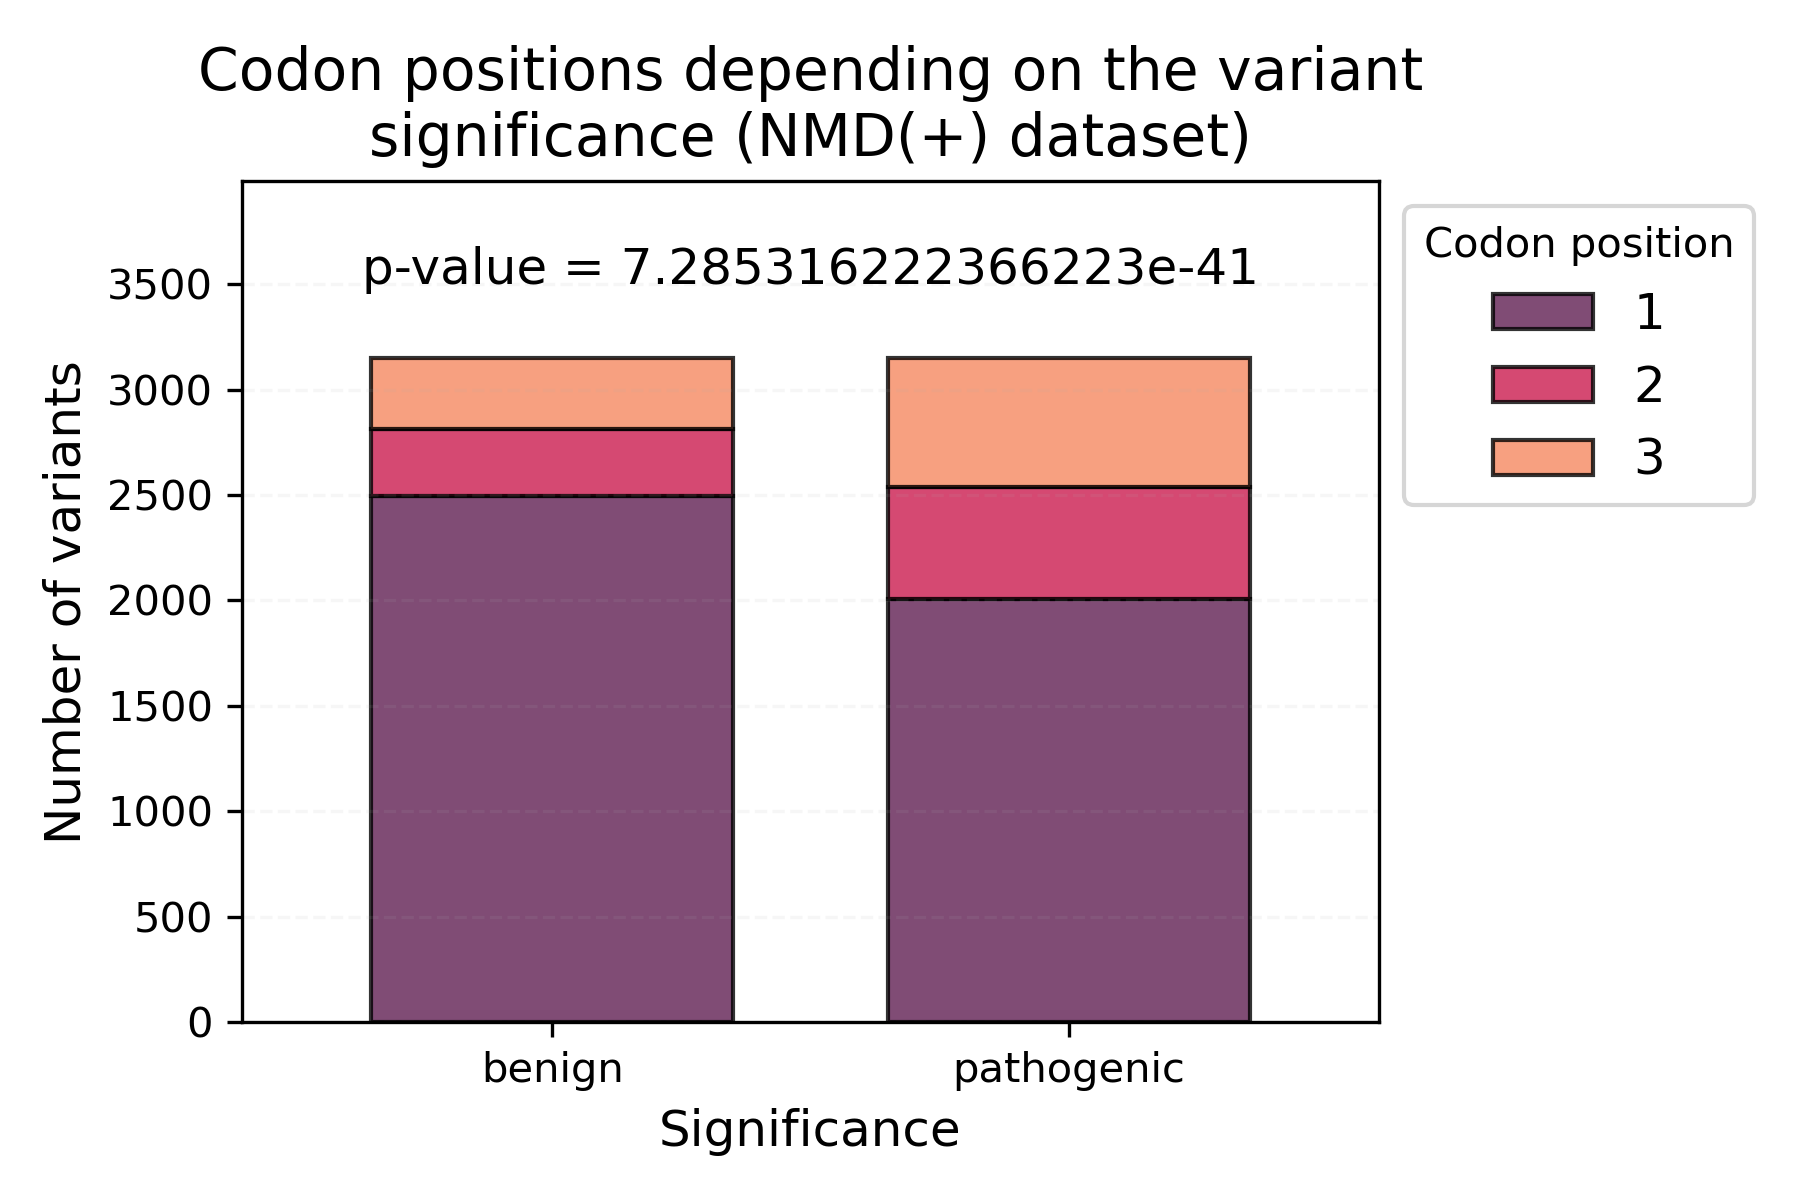 Codon positions depending on the variant
significance (NMD(+) dataset)
p-value = 7.285316222366223e-41
Codon position
1
2
3
Number of variants
3500
3000
2500
2000
1500
1000
500
0
benign
pathogenic
Significance